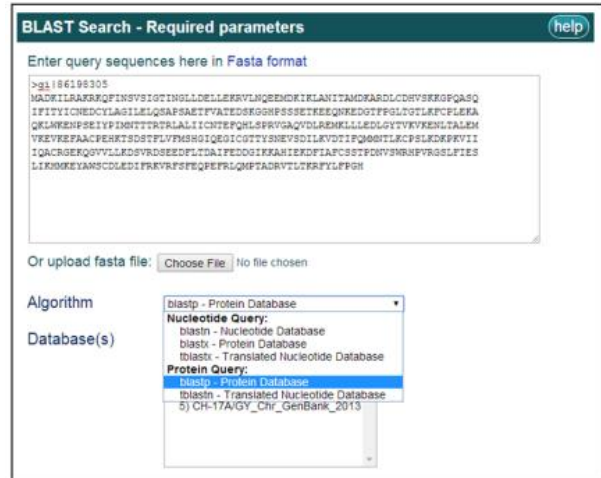 BLAST Search - Required parameters
help
Enter query sequences here in Fasta format
>gi|86198305
MADKILRAKRKQFINSVSIGTINGLLDELLEKRVLNQEEMDKIKLANITAMDKARDLCDHVSKKGPQASQ
IFITYICNEDCYLAGILELQSAPSAETFVATEDSKGGHPSSSETKEEQNKEDGTFPGLTGTLKFCPLEKA
QKLWKENPSEIYPIMNTTTRTRLALIICNTEFQHLSPRVGAQVDLREMKLLLEDLGYTVKVKENLTALEM
VKEVKEFAACPEHKTSDSTFLVFMSHGIQEGICGTTYSNEVSDILKVDTIFQMMNTLKCPSLKDKPKVII
IQACRGEKQGVVLLKDSVRDSEEDFLTDAIFEDDGIKKAHIEKDFIAFCSSTPDNVSWRHPVRGSLFIES
LIKHMKEYAWSCDLEDIFRKVRFSFEQPEFRLQMPTADRVTLTKRFYLFPGH
Or upload fasta file: Choose File No file chosen
Algorithm
blastp - Protein Database
Nucleotide Query:
blastn - Nucleotide Database
Database(s)
blastx - Protein Database
tblastx - Translated Nucleotide Database
Protein Query:
blastp - Protein Database
tblastn - Translated Nucleotide Database
5) CH-17A/GY_Chr_GenBank_2013